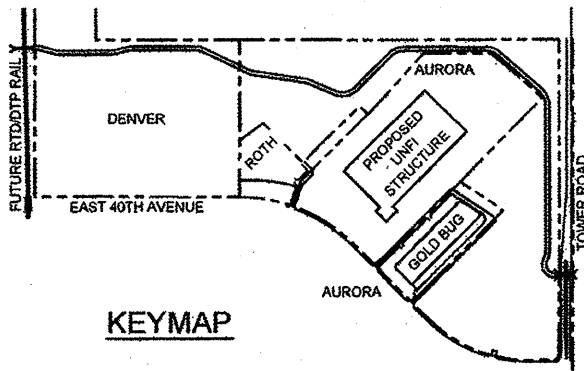 AURORA
DENVER
FUTURE RTD/DTP RAIL
PROPOSED
UNFI
STRUCTURE
ROTH
EAST 40TH AVENUE
TOWER ROAD
GOLD BUG
AURORA
KEYMAP